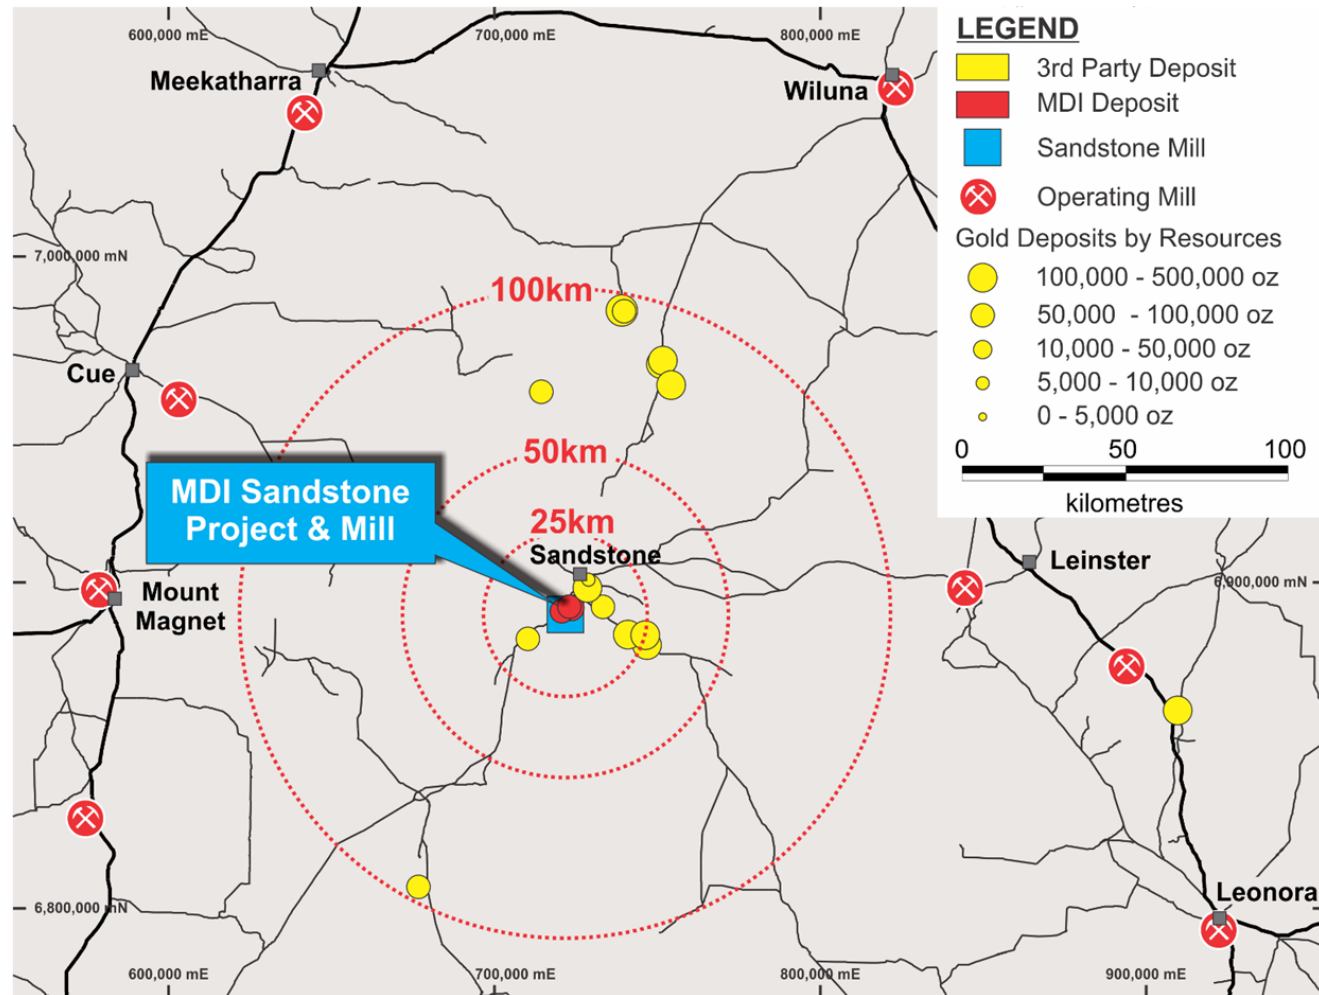 600,000 mE
700,000 mE
800,000 mE
LEGEND
3rd Party Deposit
MDI Deposit
Sandstone Mill
Operating Mill
Gold Deposits by Resources
100,000 - 500,000 oz
50,000 - 100,000 oz
10,000 - 50,000 oz
5,000 - 10,000 oz
0 - 5,000 oz
0 50 100
kilometres
Meekatharra
Wiluna
7,000,000 mN
100km
Cue
50km
MDI Sandstone
Project & Mill
25km
Sandstone
Leinster
6,900,000 mN
Mount
Magnet
Leonora
6,800,000 mN
600,000 mE
700,000 mE
800,000 mE
900,000 mE